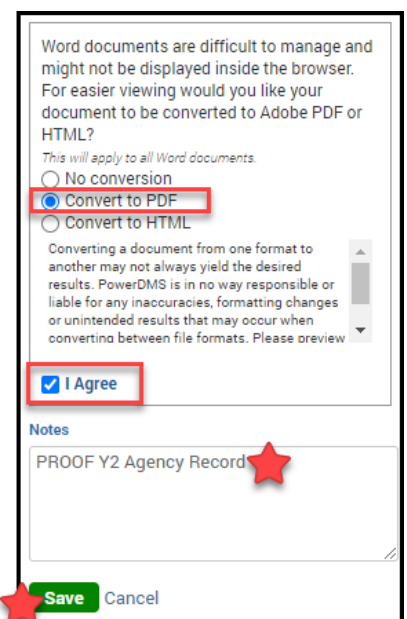 Word documents are difficult to manage and
might not be displayed inside the browser.
For easier viewing would you like your
document to be converted to Adobe PDF or
HTML?
This will apply to all Word documents.
No conversion
Convert to PDF
Convert to HTML
Converting a document from one format to
another may not always yield the desired
results. PowerDMS is in no way responsible or
liable for any inaccuracies, formatting changes
or unintended results that may occur when
converting between file formats. Please preview
I Agree
Notes
PROOF Y2 Agency Record
Save Cancel